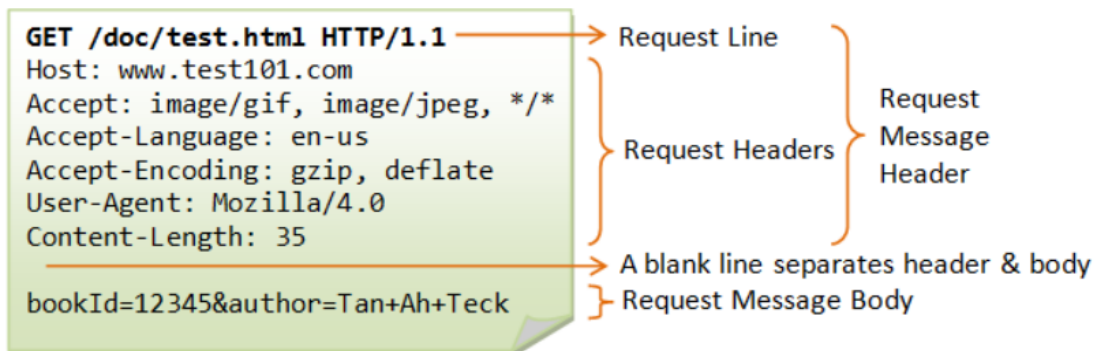 GET /doc/test.html HTTP/1.1
Request Line
Host: www.test101.com
Accept: image/gif, image/jpeg, */*
Accept-Language: en-us
Accept-Encoding: gzip, deflate
User-Agent: Mozilla/4.0
Content-Length: 35
Request Headers
Request
Message
Header
A blank line separates header & body
bookId=12345&author=Tan+Ah+Teck
Request Message Body